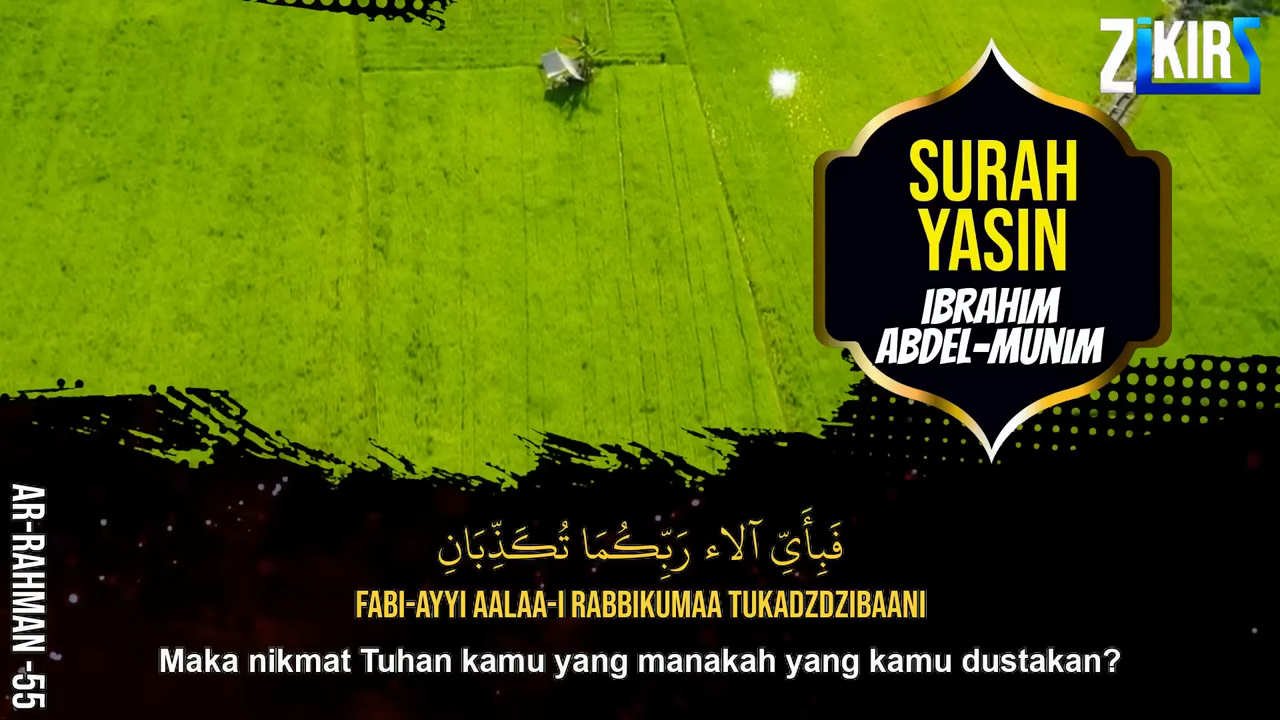 ZIKIRS
SURAH
YASIN
IBRAHIM
ABDEL-MUNIM
AR-RAHMAN -55
فَبِأَيِّ آلاء رَبِّكُمَا تُكَذِّبَانِ
FABI-AYYI AALAA-I RABBIKUMAA TUKADZDZIBAANI
Maka nikmat Tuhan kamu yang manakah yang kamu dustakan?